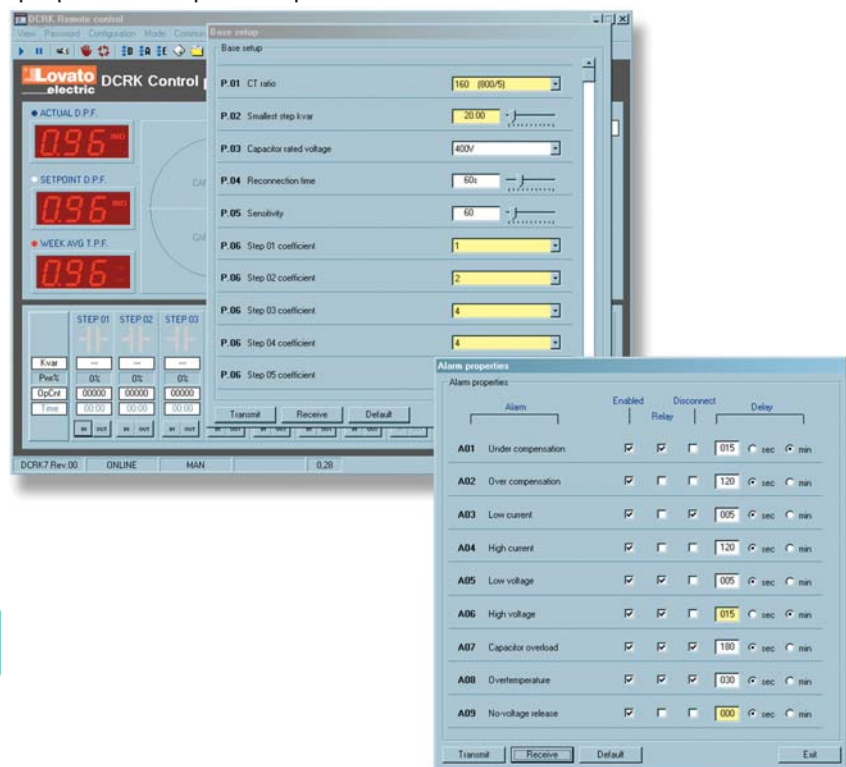 DCRK Remote control
View Password Configuration Mode
Base setup
Base setup
Lovato electric DCRK Control
ACTUAL D.P.F.
0.96 IND
SETPOINT D.P.F.
0.96 IND
WEEK AVG T.P.F.
0.96
P.01 CT ratio 160 (800/5)
P.02 Smallest step kvar 20.00
P.03 Capacitor rated voltage 400V
P.04 Reconnection time 60s
P.05 Sensitivity 60
P.06 Step 01 coefficient 1
P.06 Step 02 coefficient 2
P.06 Step 03 coefficient 4
P.06 Step 04 coefficient 4
P.06 Step 05 coefficient
Transmit Receive Default
STEP 01 STEP 02 STEP 03
Kvar --- --- ---
Pwr% 0% 0% 0%
OpCnt 00000 00000 00000
Time 00:00 00:00 00:00
IN OUT IN OUT IN OUT
DCRK7 Rev.00 ONLINE MAN 0,28
Alarm properties
Alarm properties
Alarm Enabled Relay Disconnect Delay
A01 Under compensation 015 sec min
A02 Over compensation 120 sec min
A03 Low current 005 sec min
A04 High current 120 sec min
A05 Low voltage 005 sec min
A06 High voltage 015 sec min
A07 Capacitor overload 180 sec min
A08 Overtemperature 030 sec min
A09 No-voltage release 000 sec min
Transmit Receive Default Exit